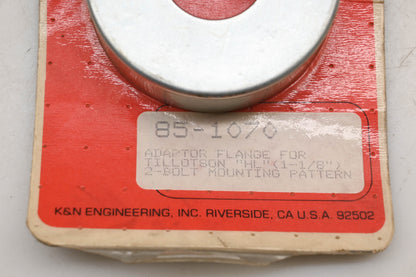 85-1070
ADAPTOR FLANGE FOR
TILLOTSON "HL"(1-1/8")
2-BOLT MOUNTING PATTERN
K&N ENGINEERING, INC. RIVERSIDE, CA U.S.A. 92502